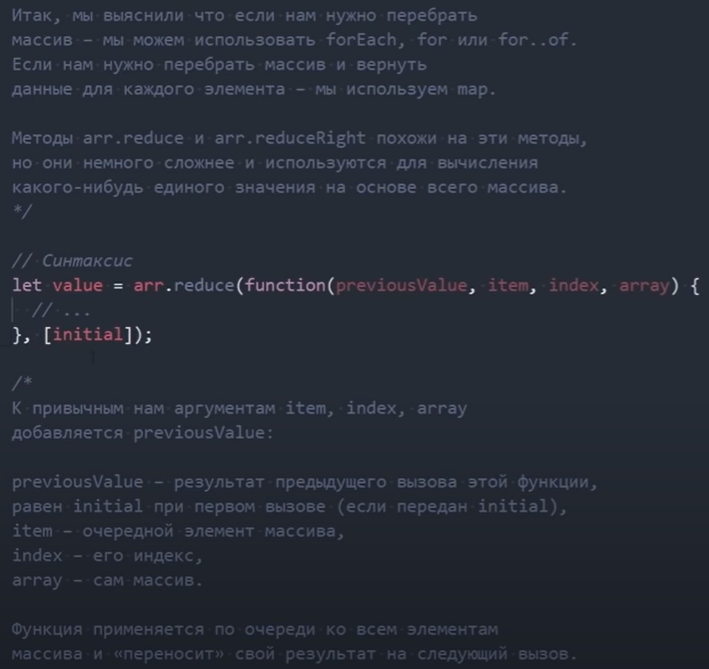 Итак, мы выяснили что если нам нужно перебрать
массив – мы можем использовать forEach, for или for..of.
Если нам нужно перебрать массив и вернуть
данные для каждого элемента – мы используем map.
Методы arr.reduce и arr.reduceRight похожи на эти методы,
но они немного сложнее и используются для вычисления
какого-нибудь единого значения на основе всего массива.
*/
// Синтаксис
let value = arr.reduce(function(previousValue, item, index, array) {
// ...
}, [initial]);
/*
К привычным нам аргументам item, index, array
добавляется previousValue:
previousValue – результат предыдущего вызова этой функции,
равен initial при первом вызове (если передан initial),
item – очередной элемент массива,
index – его индекс,
array – сам массив.
Функция применяется по очереди ко всем элементам
массива и «переносит» свой результат на следующий вызов.